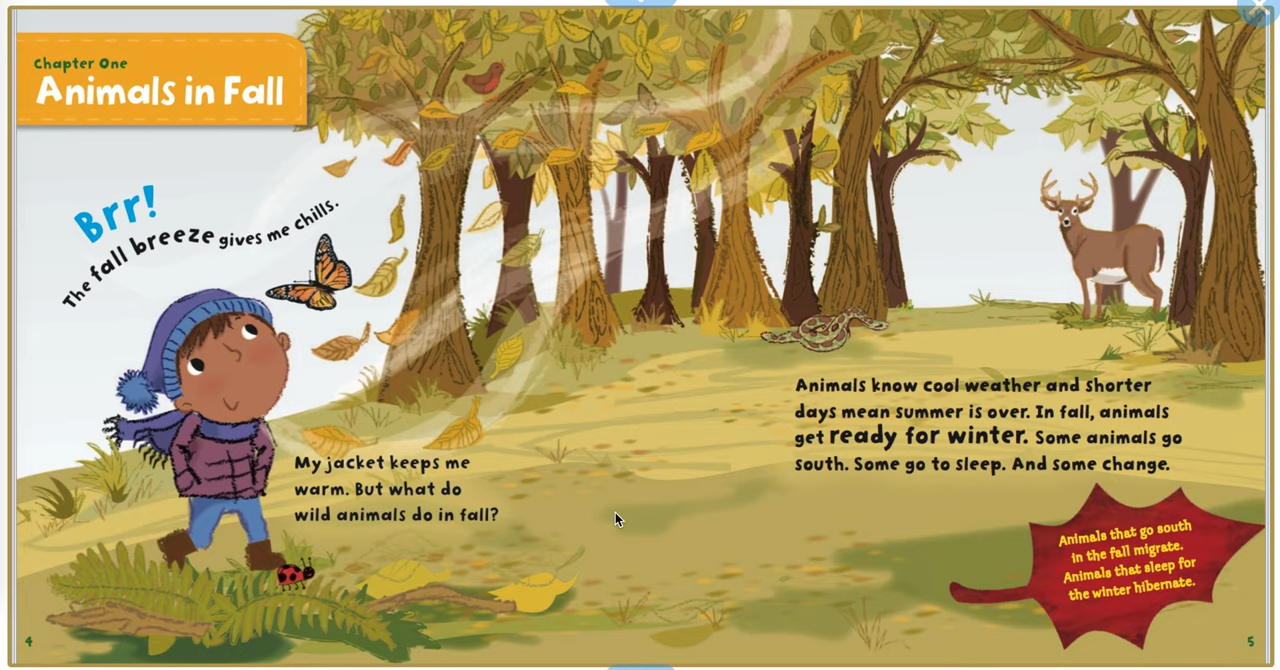 Chapter One
Animals in Fall
Brr!
The fall breeze gives me chills.
My jacket keeps me
warm. But what do
wild animals do in fall?
Animals know cool weather and shorter
days mean summer is over. In fall, animals
get ready for winter. Some animals go
south. Some go to sleep. And some change.
Animals that go south
in the fall migrate.
Animals that sleep for
the winter hibernate.
4
5